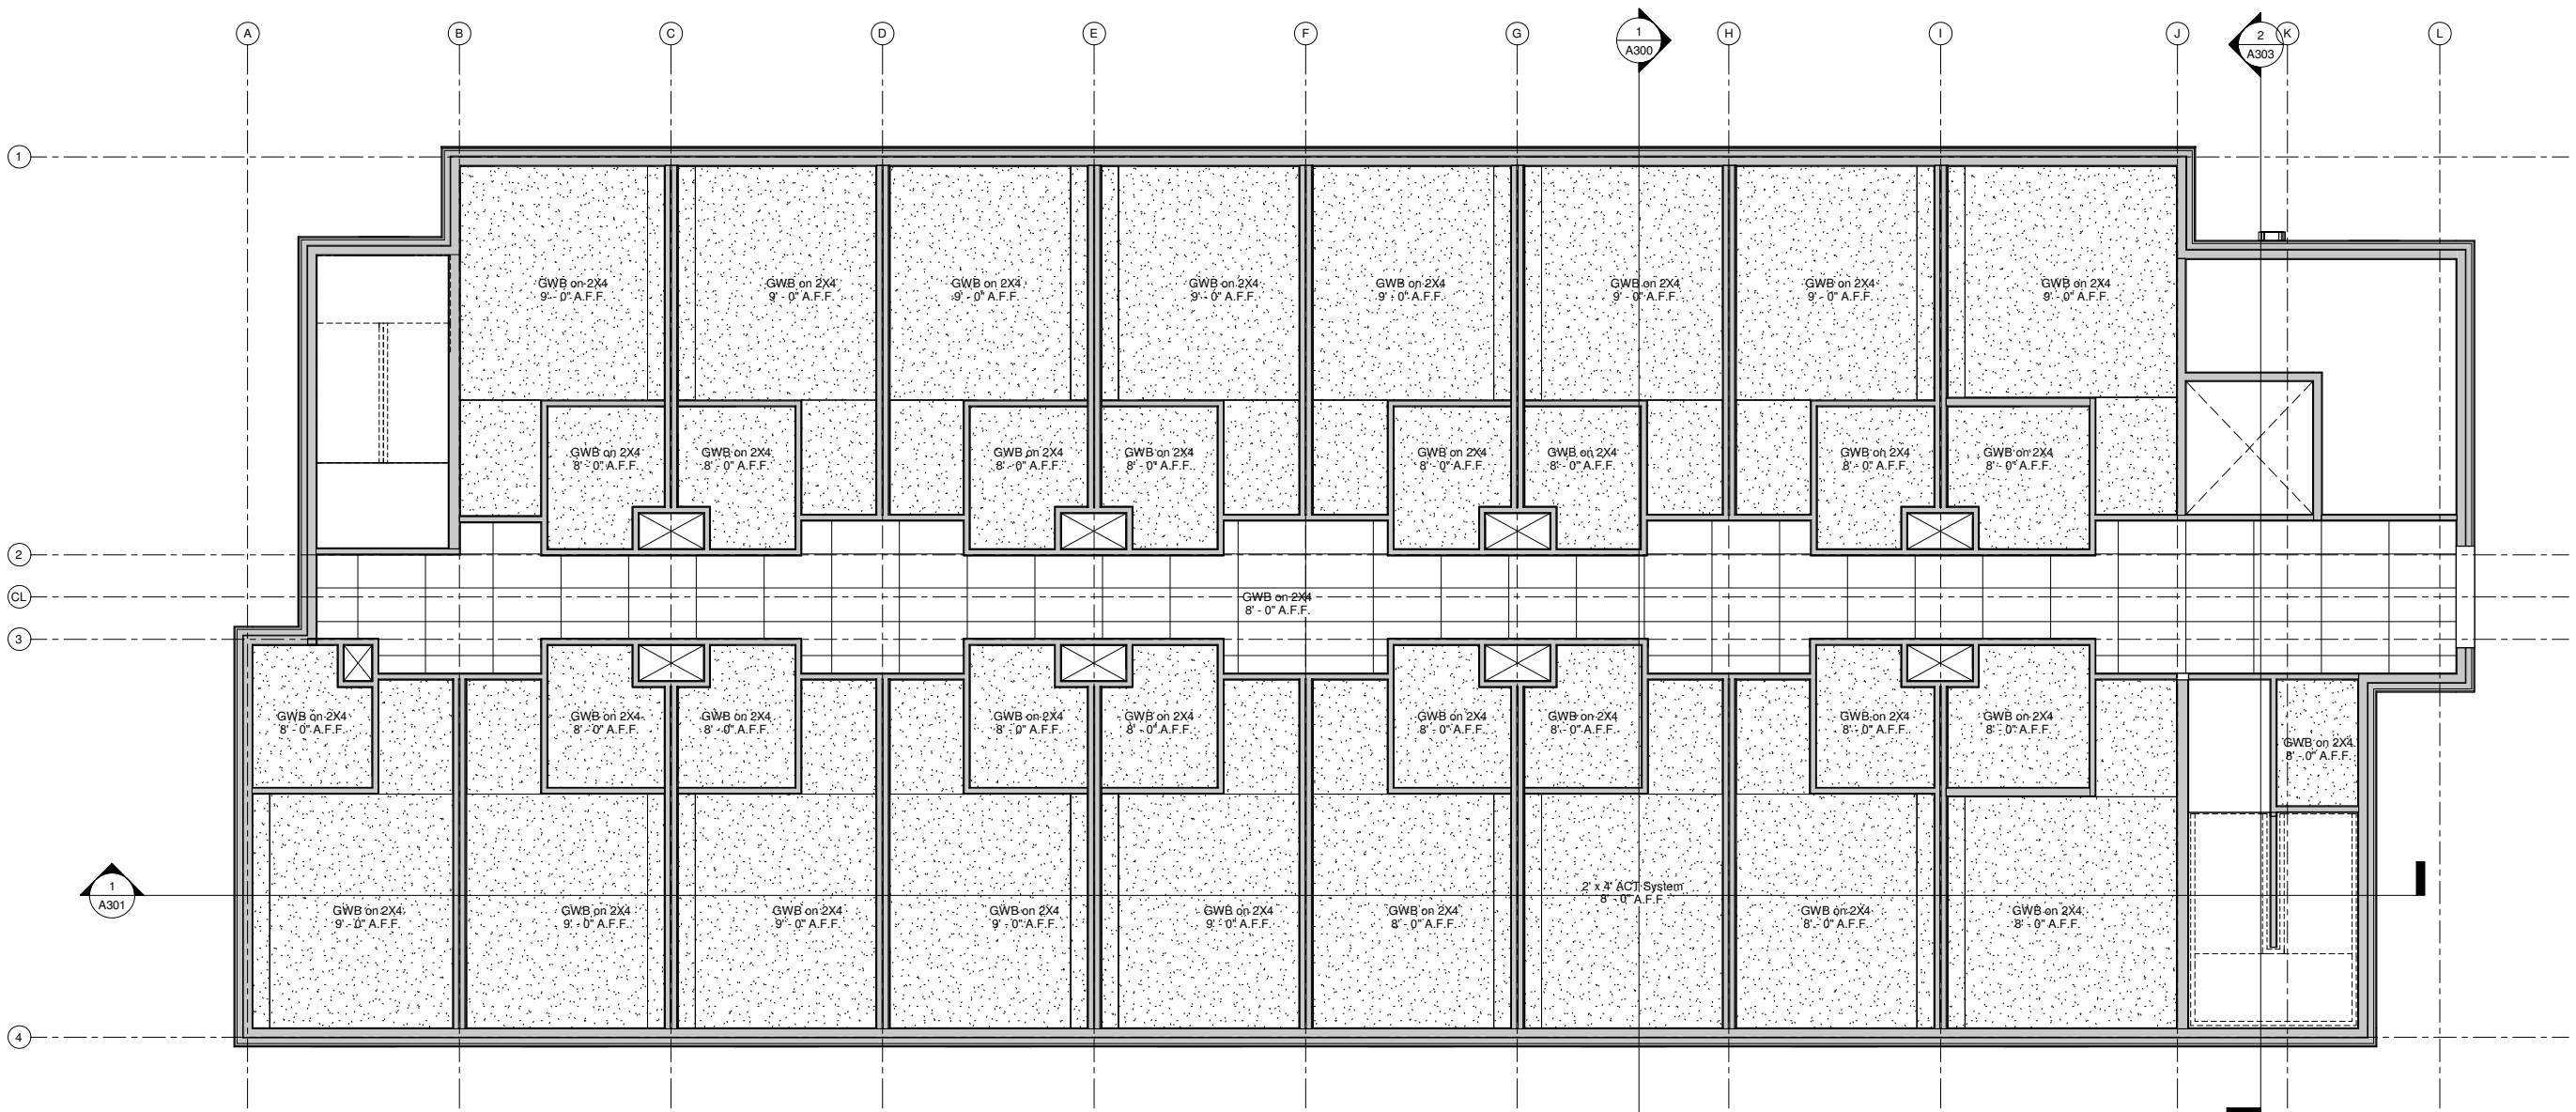 A
B
C
D
E
F
G
1
A300
H
I
J
2
A303
K
L
1
GWB on 2X4
9' - 0" A.F.F.
GWB on 2X4
9' - 0" A.F.F.
GWB on 2X4
9' - 0" A.F.F.
GWB on 2X4
9' - 0" A.F.F.
GWB on 2X4
9' - 0" A.F.F.
GWB on 2X4
9' - 0" A.F.F.
GWB on 2X4
9' - 0" A.F.F.
GWB on 2X4
9' - 0" A.F.F.
GWB on 2X4
8' - 0" A.F.F.
GWB on 2X4
8' - 0" A.F.F.
GWB on 2X4
8' - 0" A.F.F.
GWB on 2X4
8' - 0" A.F.F.
GWB on 2X4
8' - 0" A.F.F.
GWB on 2X4
8' - 0" A.F.F.
GWB on 2X4
8' - 0" A.F.F.
GWB on 2X4
8' - 0" A.F.F.
2
CL
GWB on 2X4
8' - 0" A.F.F.
3
GWB on 2X4
8' - 0" A.F.F.
GWB on 2X4
8' - 0" A.F.F.
GWB on 2X4
8' - 0" A.F.F.
GWB on 2X4
8' - 0" A.F.F.
GWB on 2X4
8' - 0" A.F.F.
GWB on 2X4
8' - 0" A.F.F.
GWB on 2X4
8' - 0" A.F.F.
GWB on 2X4
8' - 0" A.F.F.
GWB on 2X4
8' - 0" A.F.F.
GWB on 2X4
8' - 0" A.F.F.
1
A301
GWB on 2X4
9' - 0" A.F.F.
GWB on 2X4
9' - 0" A.F.F.
GWB on 2X4
9' - 0" A.F.F.
GWB on 2X4
9' - 0" A.F.F.
GWB on 2X4
9' - 0" A.F.F.
GWB on 2X4
8' - 0" A.F.F.
2' x 4' ACT System
8' - 0" A.F.F.
GWB on 2X4
8' - 0" A.F.F.
GWB on 2X4
8' - 0" A.F.F.
4